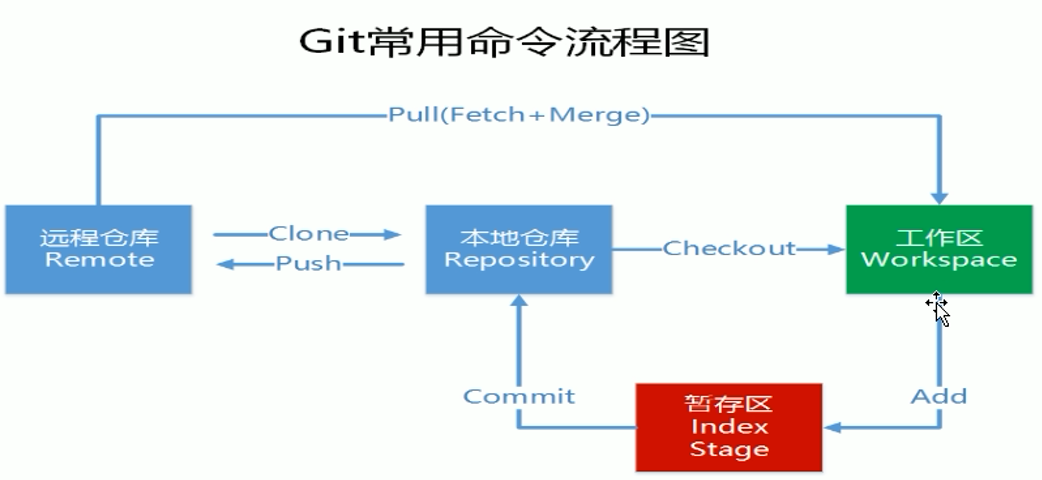 Git常用命令流程图
Pull(Fetch+Merge)
远程仓库
Remote
Clone
Push
本地仓库
Repository
Checkout
工作区
Workspace
Commit
暂存区
Index
Stage
Add